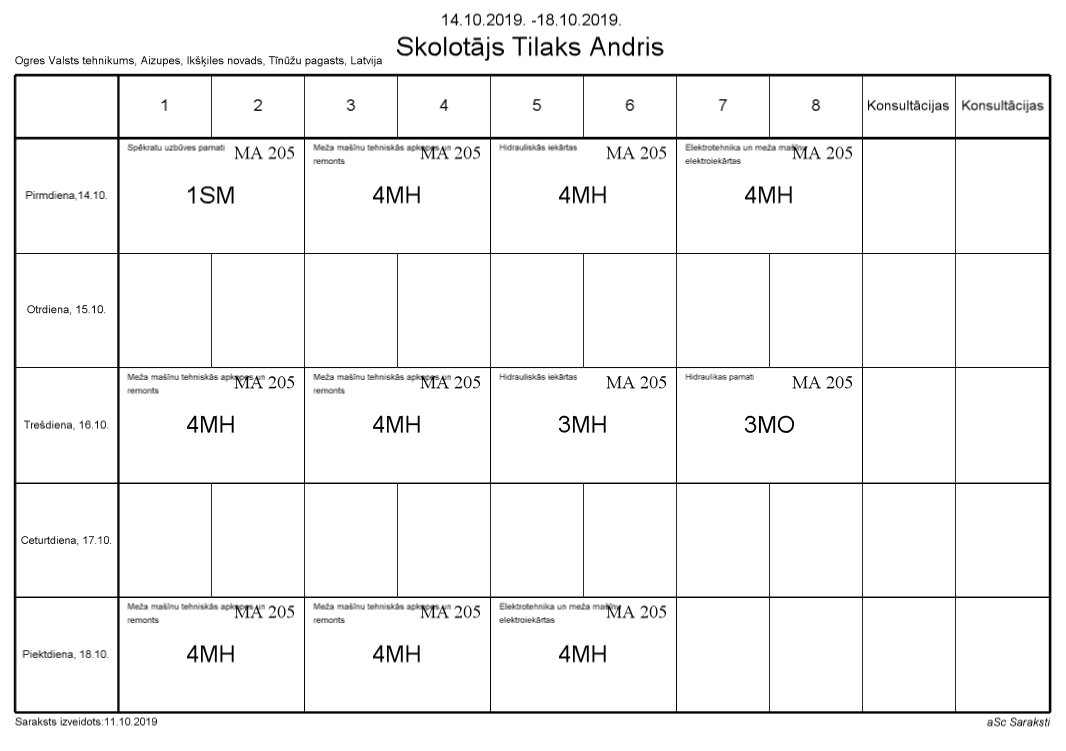 14.10.2019. -18.10.2019.
Skolotājs Tilaks Andris
Ogres Valsts tehnikums, Aizupes, Ikšķiles novads, Tīnūžu pagasts, Latvija
1 2 3 4 5 6 7 8 Konsultācijas Konsultācijas
Pirmdiena,14.10.
Spēkratu uzbūves pamati MA 205
1SM
Meža mašīnu tehniskās apkopes un MA 205
remonts
4MH
Hidrauliskās iekārtas MA 205
4MH
Elektrotehnika un meža mašīnu MA 205
elektroiekārtas
4MH
Otrdiena, 15.10.
Trešdiena, 16.10.
Meža mašīnu tehniskās apkopes un MA 205
remonts
4MH
Meža mašīnu tehniskās apkopes un MA 205
remonts
4MH
Hidrauliskās iekārtas MA 205
3MH
Hidraulikas pamati MA 205
3MO
Ceturtdiena, 17.10.
Piektdiena, 18.10.
Meža mašīnu tehniskās apkopes un MA 205
remonts
4MH
Meža mašīnu tehniskās apkopes un MA 205
remonts
4MH
Elektrotehnika un meža mašīnu MA 205
elektroiekārtas
4MH
Saraksts izveidots:11.10.2019
aSc Saraksti